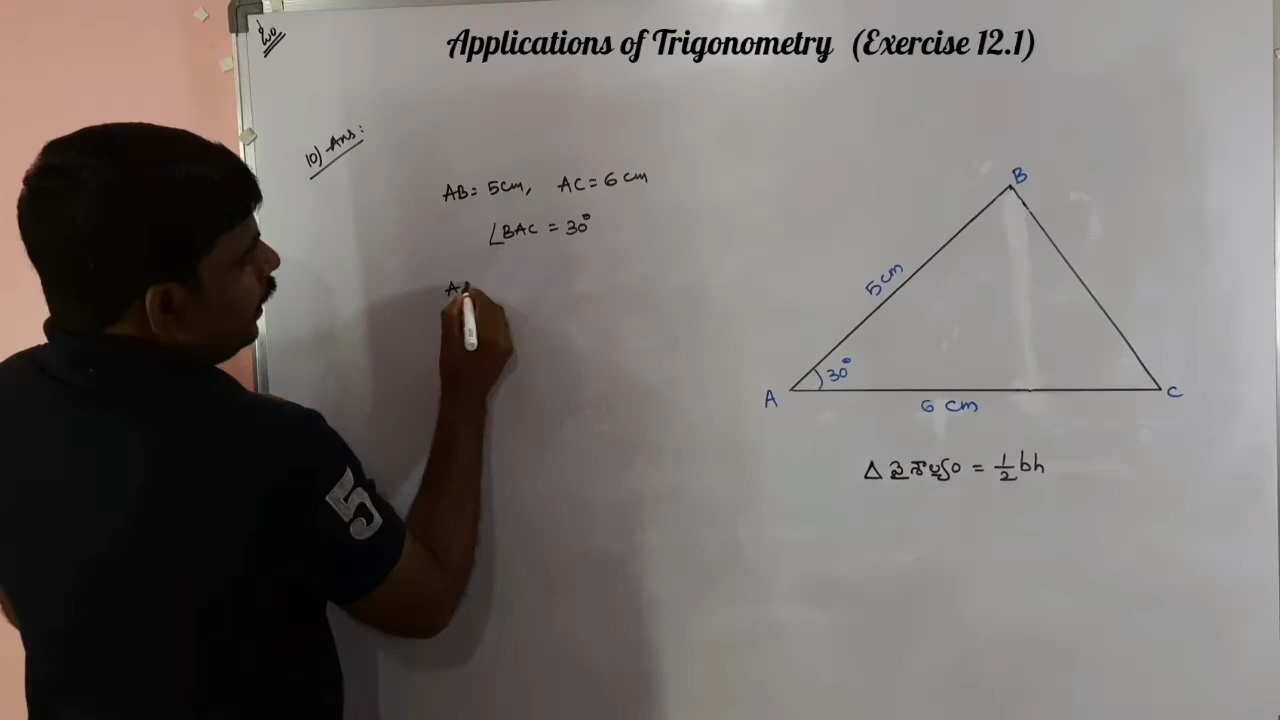 Applications of Trigonometry (Exercise 12.1)
10) Ans:
AB = 5cm, AC = 6 cm
∠BAC = 30°
A
B
5cm
30°
A
C
6 cm
Δ వైశాల్యం = 1/2 bh
5